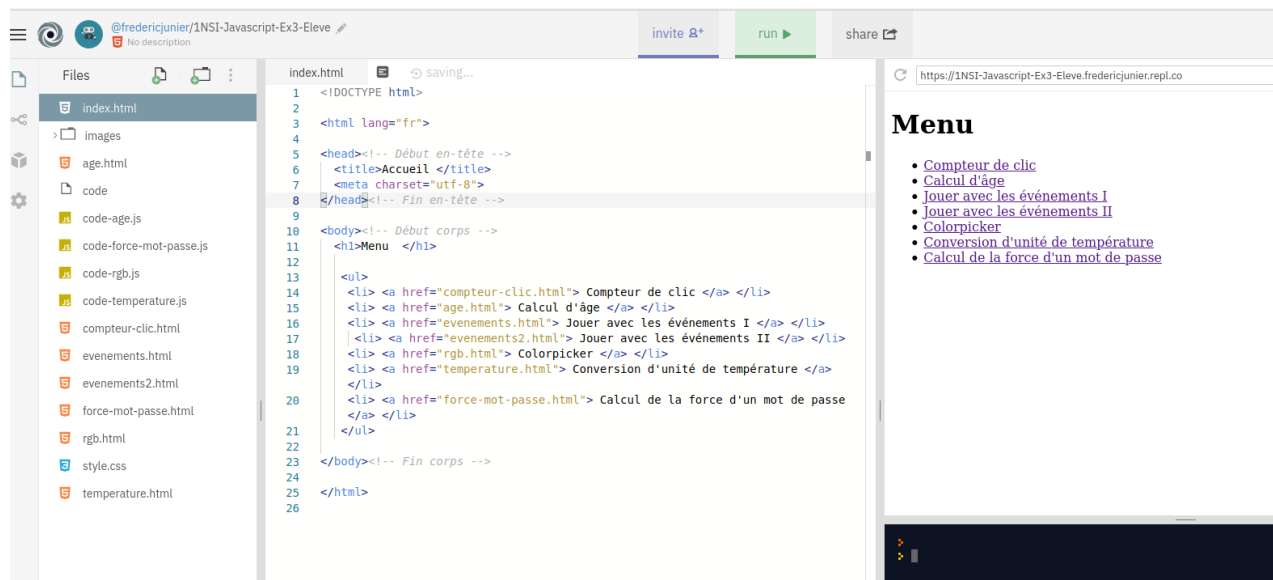 @fredericjunier/1NSI-Javascript-Ex3-Eleve
No description
invite
run
share
Files
index.html
images
age.html
code
code-age.js
code-force-mot-passe.js
code-rgb.js
code-temperature.js
compteur-clic.html
evenements.html
evenements2.html
force-mot-passe.html
rgb.html
style.css
temperature.html
index.html
saving...
1 <!DOCTYPE html>
2
3 <html lang="fr">
4
5 <head><!-- Début en-tête -->
6 <title>Accueil </title>
7 <meta charset="utf-8">
8 </head><!-- Fin en-tête -->
9
10 <body><!-- Début corps -->
11 <h1>Menu  </h1>
12
13 <ul>
14 <li> <a href="compteur-clic.html"> Compteur de clic </a> </li>
15 <li> <a href="age.html"> Calcul d'âge </a> </li>
16 <li> <a href="evenements.html"> Jouer avec les événements I </a> </li>
17 <li> <a href="evenements2.html"> Jouer avec les événements II </a> </li>
18 <li> <a href="rgb.html"> Colorpicker </a> </li>
19 <li> <a href="temperature.html"> Conversion d'unité de température </a>
</li>
20 <li> <a href="force-mot-passe.html"> Calcul de la force d'un mot de passe
</a> </li>
21 </ul>
22
23 </body><!-- Fin corps -->
24
25 </html>
26
https://1NSI-Javascript-Ex3-Eleve.fredericjunier.repl.co
Menu
Compteur de clic
Calcul d'âge
Jouer avec les événements I
Jouer avec les événements II
Colorpicker
Conversion d'unité de température
Calcul de la force d'un mot de passe